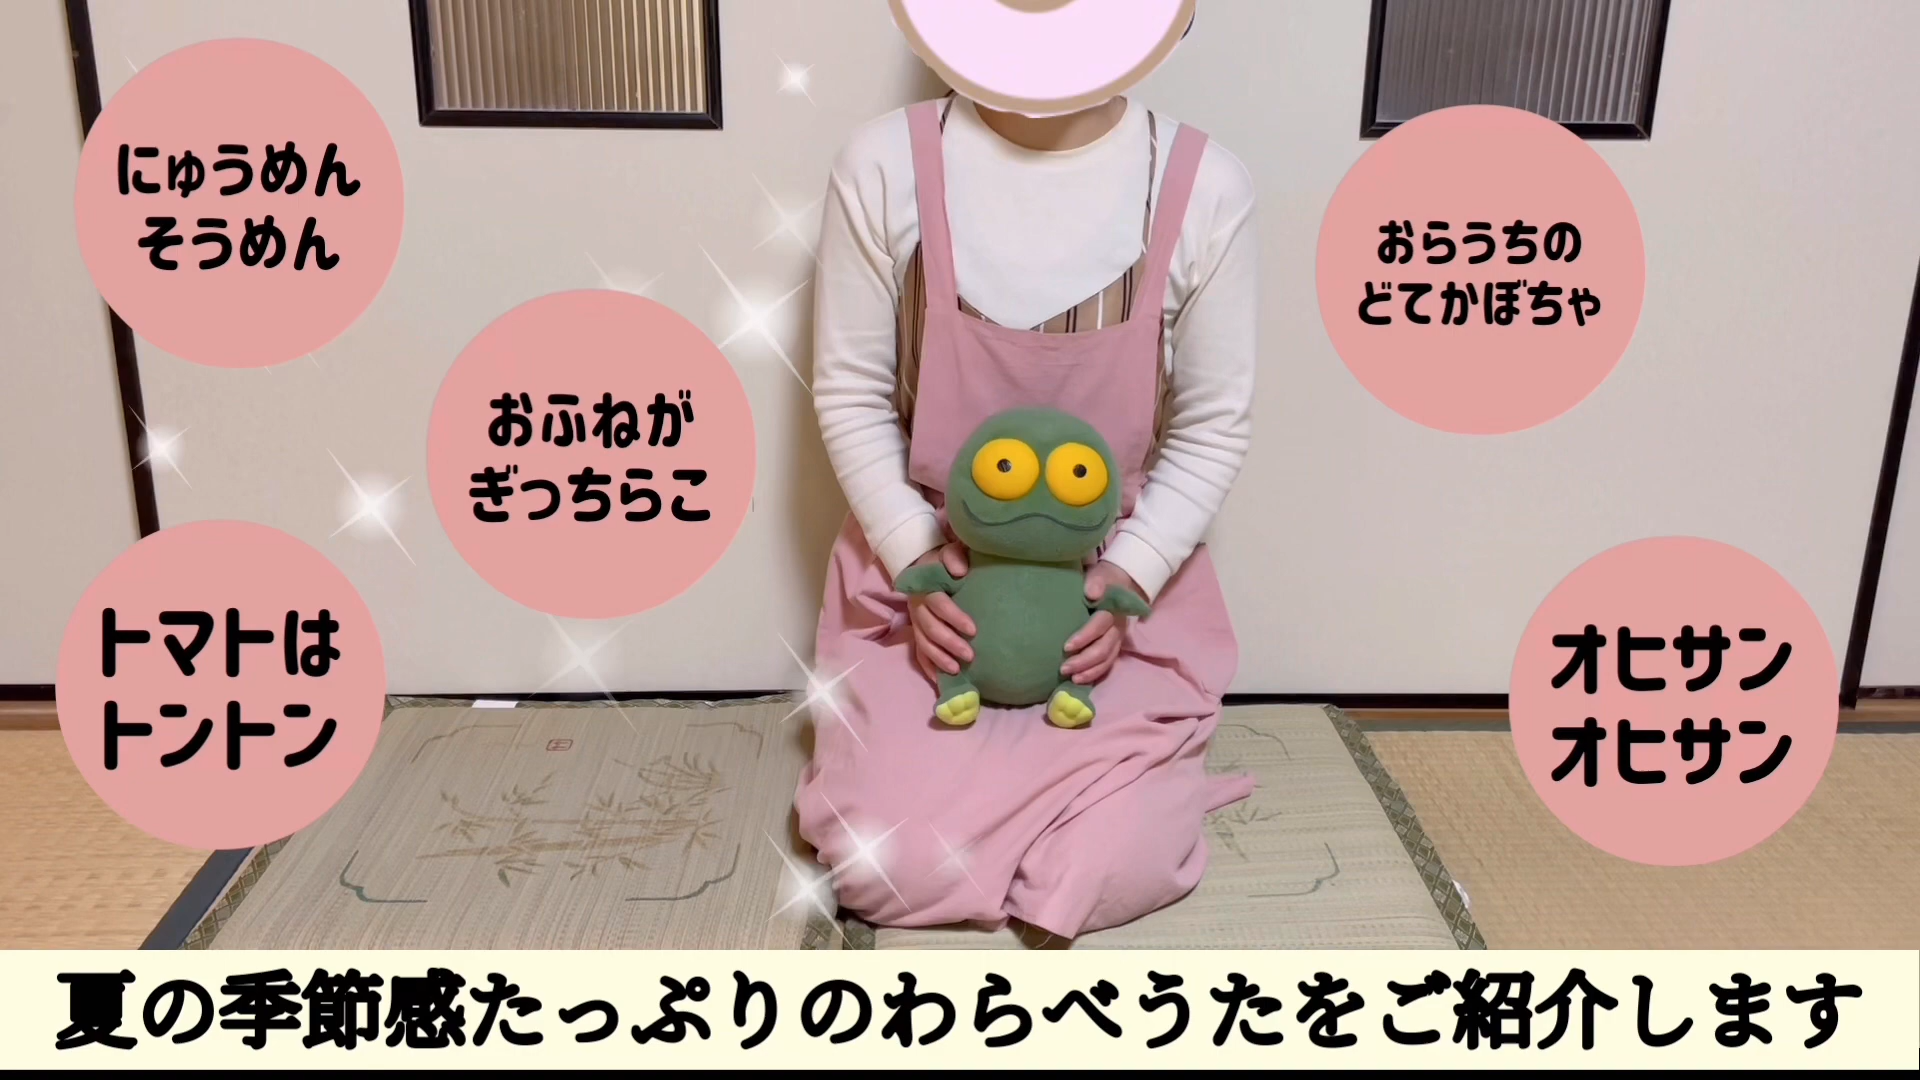 にゅうめん
そうめん
おふねが
ぎっちらこ
トマトは
トントン
おらうちの
どてかぼちゃ
オヒサン
オヒサン
夏の季節感たっぷりのわらべうたをご紹介します